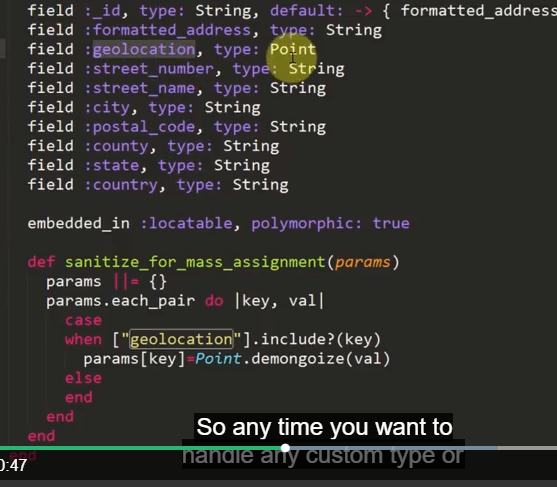 field :_id, type: String, default: -> { formatted_address
field :formatted_address, type: String
field :geolocation, type: Point
field :street_number, type: String
field :street_name, type: String
field :city, type: String
field :postal_code, type: String
field :county, type: String
field :state, type: String
field :country, type: String
embedded_in :locatable, polymorphic: true
def sanitize_for_mass_assignment(params)
params ||= {}
params.each_pair do |key, val|
case
when ["geolocation"].include?(key)
params[key]=Point.demongoize(val)
else
end
end
end
end
So any time you want to
handle any custom type or
0:47